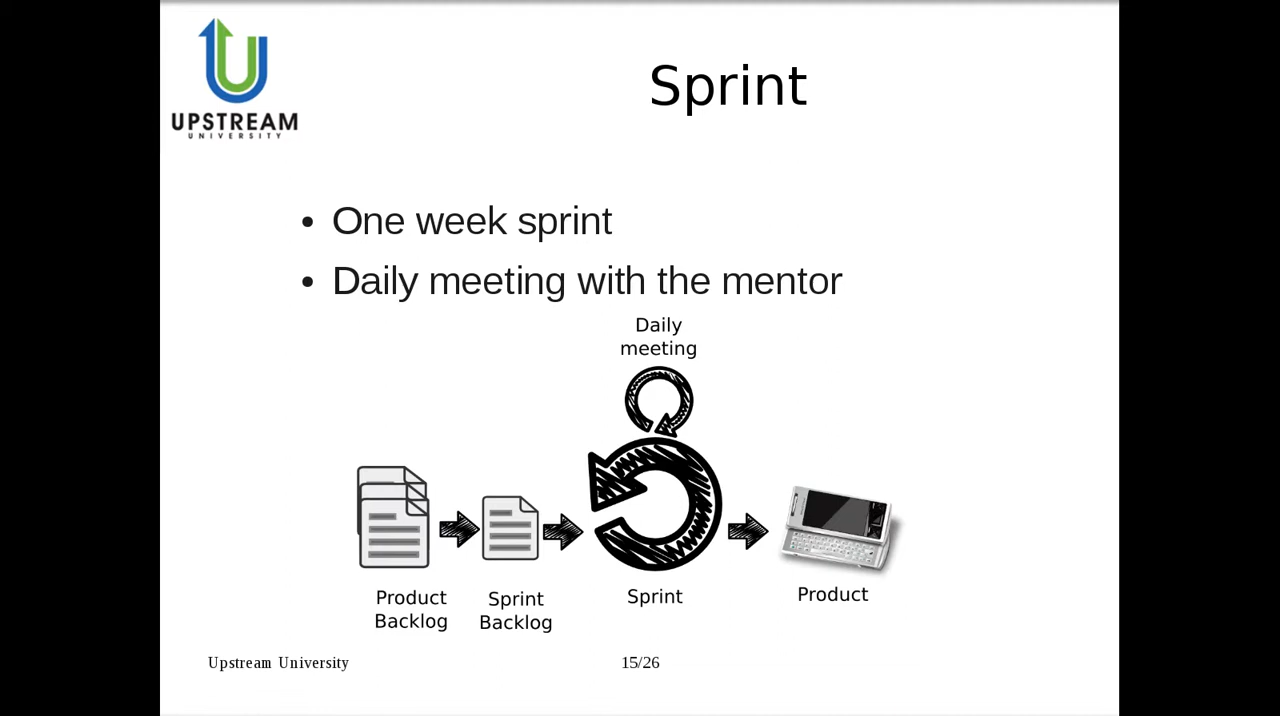 UPSTREAM
UNIVERSITY
Sprint
• One week sprint
• Daily meeting with the mentor
Daily
meeting
Product
Backlog
Sprint
Backlog
Sprint
Product
Upstream University
15/26